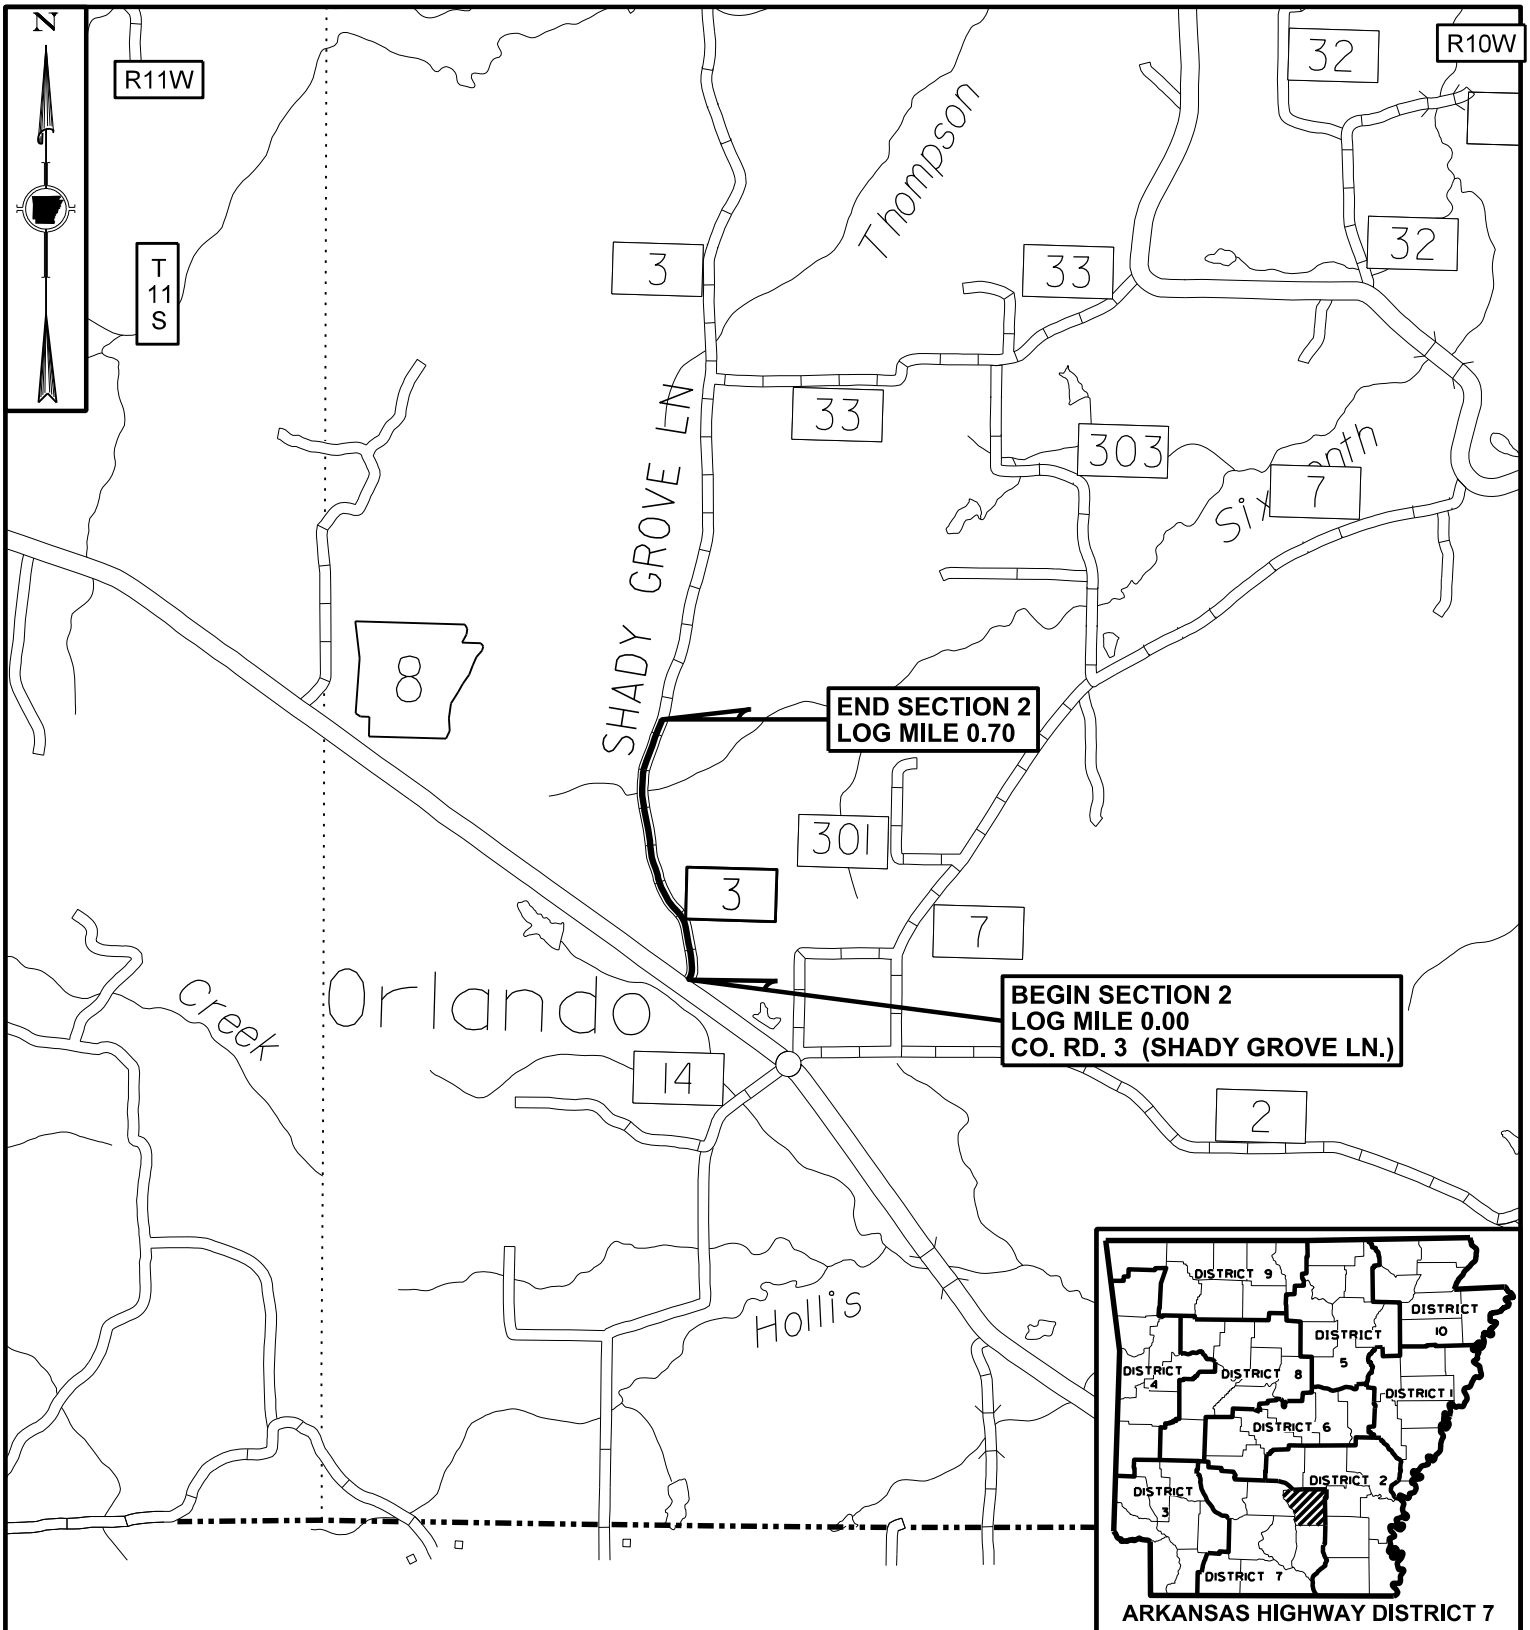 N
R11W
32
R10W
Thompson
T
11
S
3
33
32
33
SHADY GROVE LN
303
7
8
END SECTION 2
LOG MILE 0.70
301
3
7
Creek
Orlando
BEGIN SECTION 2
LOG MILE 0.00
CO. RD. 3 (SHADY GROVE LN.)
14
2
Hollis
DISTRICT 9
DISTRICT
10
DISTRICT
5
DISTRICT
4
DISTRICT 8
DISTRICT 1
DISTRICT 6
DISTRICT 2
DISTRICT
3
DISTRICT 7
ARKANSAS HIGHWAY DISTRICT 7